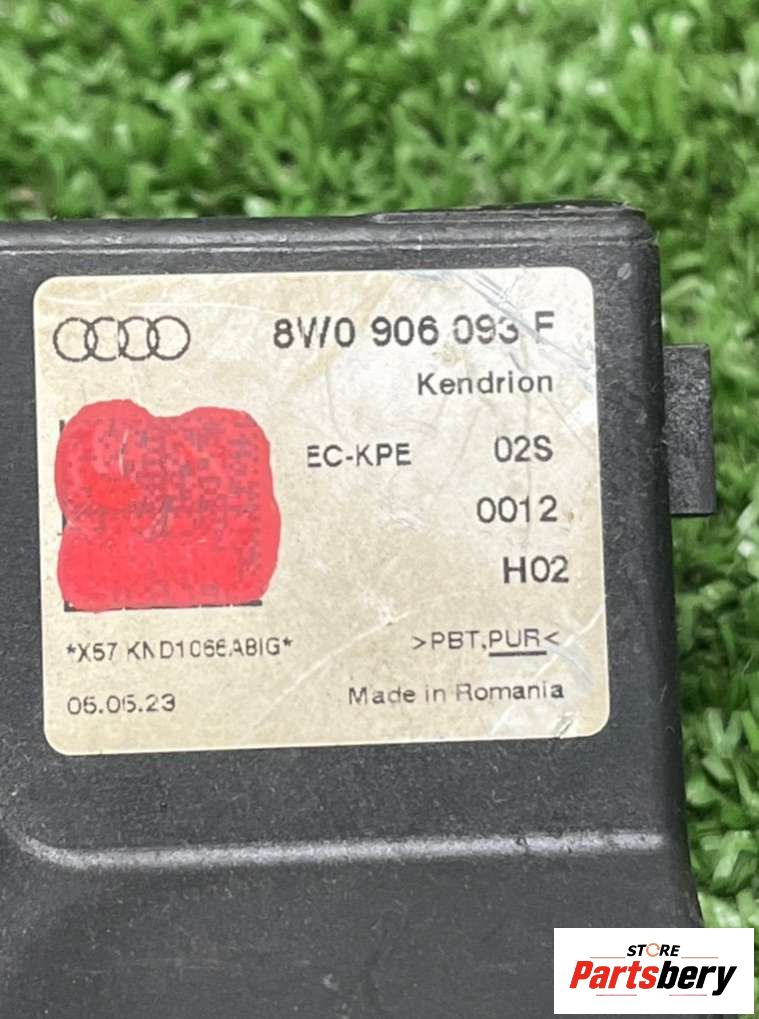 8W0 906 093 F
Kendrion
EC-KPE 02S
0012
H02
*X57 KND1066ABIG* >PBT,PUR<
06.06.23 Made in Romania
STORE
Partsbery